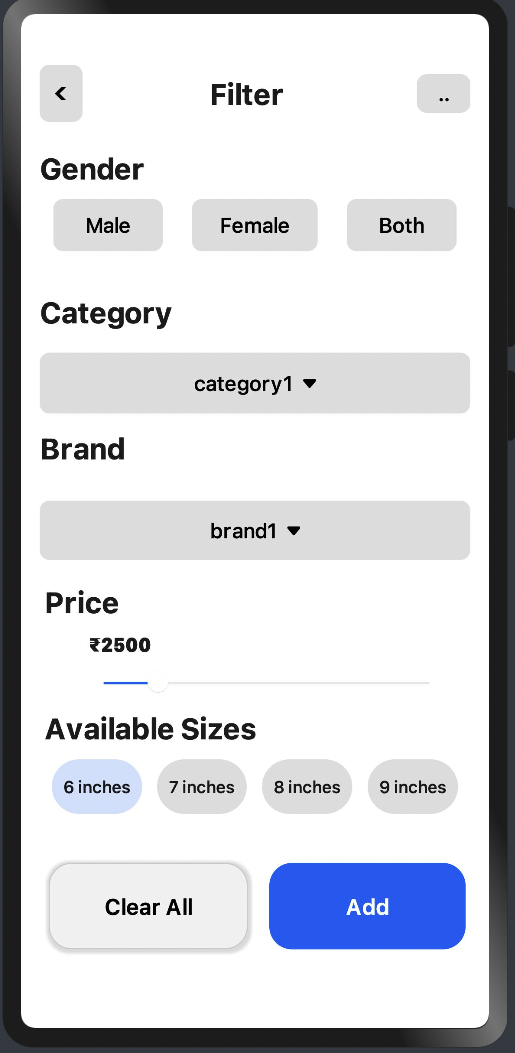 < Filter ..
Gender
Male Female Both
Category
category1
Brand
brand1
Price
₹2500
Available Sizes
6 inches 7 inches 8 inches 9 inches
Clear All Add